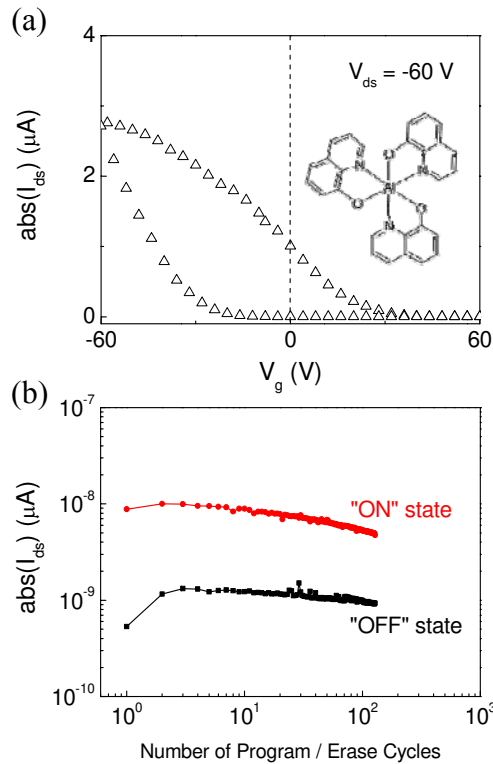 (a)
4
2
0
abs(I_ds) (μA)
V_ds = -60 V
O
N
N
Al
O
O
N
-60
0
60
V_g (V)
(b)
10^-7
10^-8
10^-9
10^-10
abs(I_ds) (μA)
"ON" state
"OFF" state
10^0
10^1
10^2
10^3
Number of Program / Erase Cycles